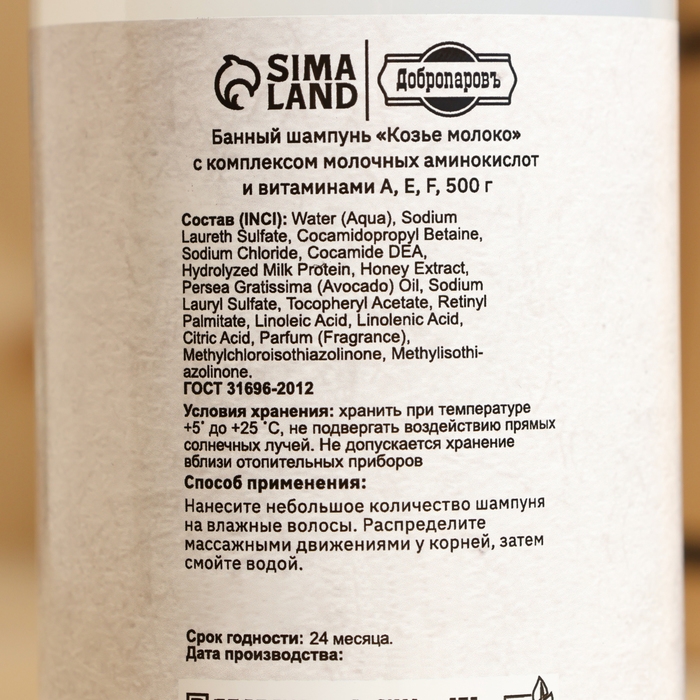 SIMA LAND
Добропаровъ
Банный шампунь «Козье молоко»
с комплексом молочных аминокислот
и витаминами А, Е, F, 500 г
Состав (INCI): Water (Aqua), Sodium
Laureth Sulfate, Cocamidopropyl Betaine,
Sodium Chloride, Cocamide DEA,
Hydrolyzed Milk Protein, Honey Extract,
Persea Gratissima (Avocado) Oil, Sodium
Lauryl Sulfate, Tocopheryl Acetate, Retinyl
Palmitate, Linoleic Acid, Linolenic Acid,
Citric Acid, Parfum (Fragrance),
Methylchloroisothiazolinone, Methylisothi-
azolinone.
ГОСТ 31696-2012
Условия хранения: хранить при температуре
+5˚ до +25 ˚С, не подвергать воздействию прямых
солнечных лучей. Не допускается хранение
вблизи отопительных приборов
Способ применения:
Нанесите небольшое количество шампуня
на влажные волосы. Распределите
массажными движениями у корней, затем
смойте водой.
Срок годности: 24 месяца.
Дата производства: